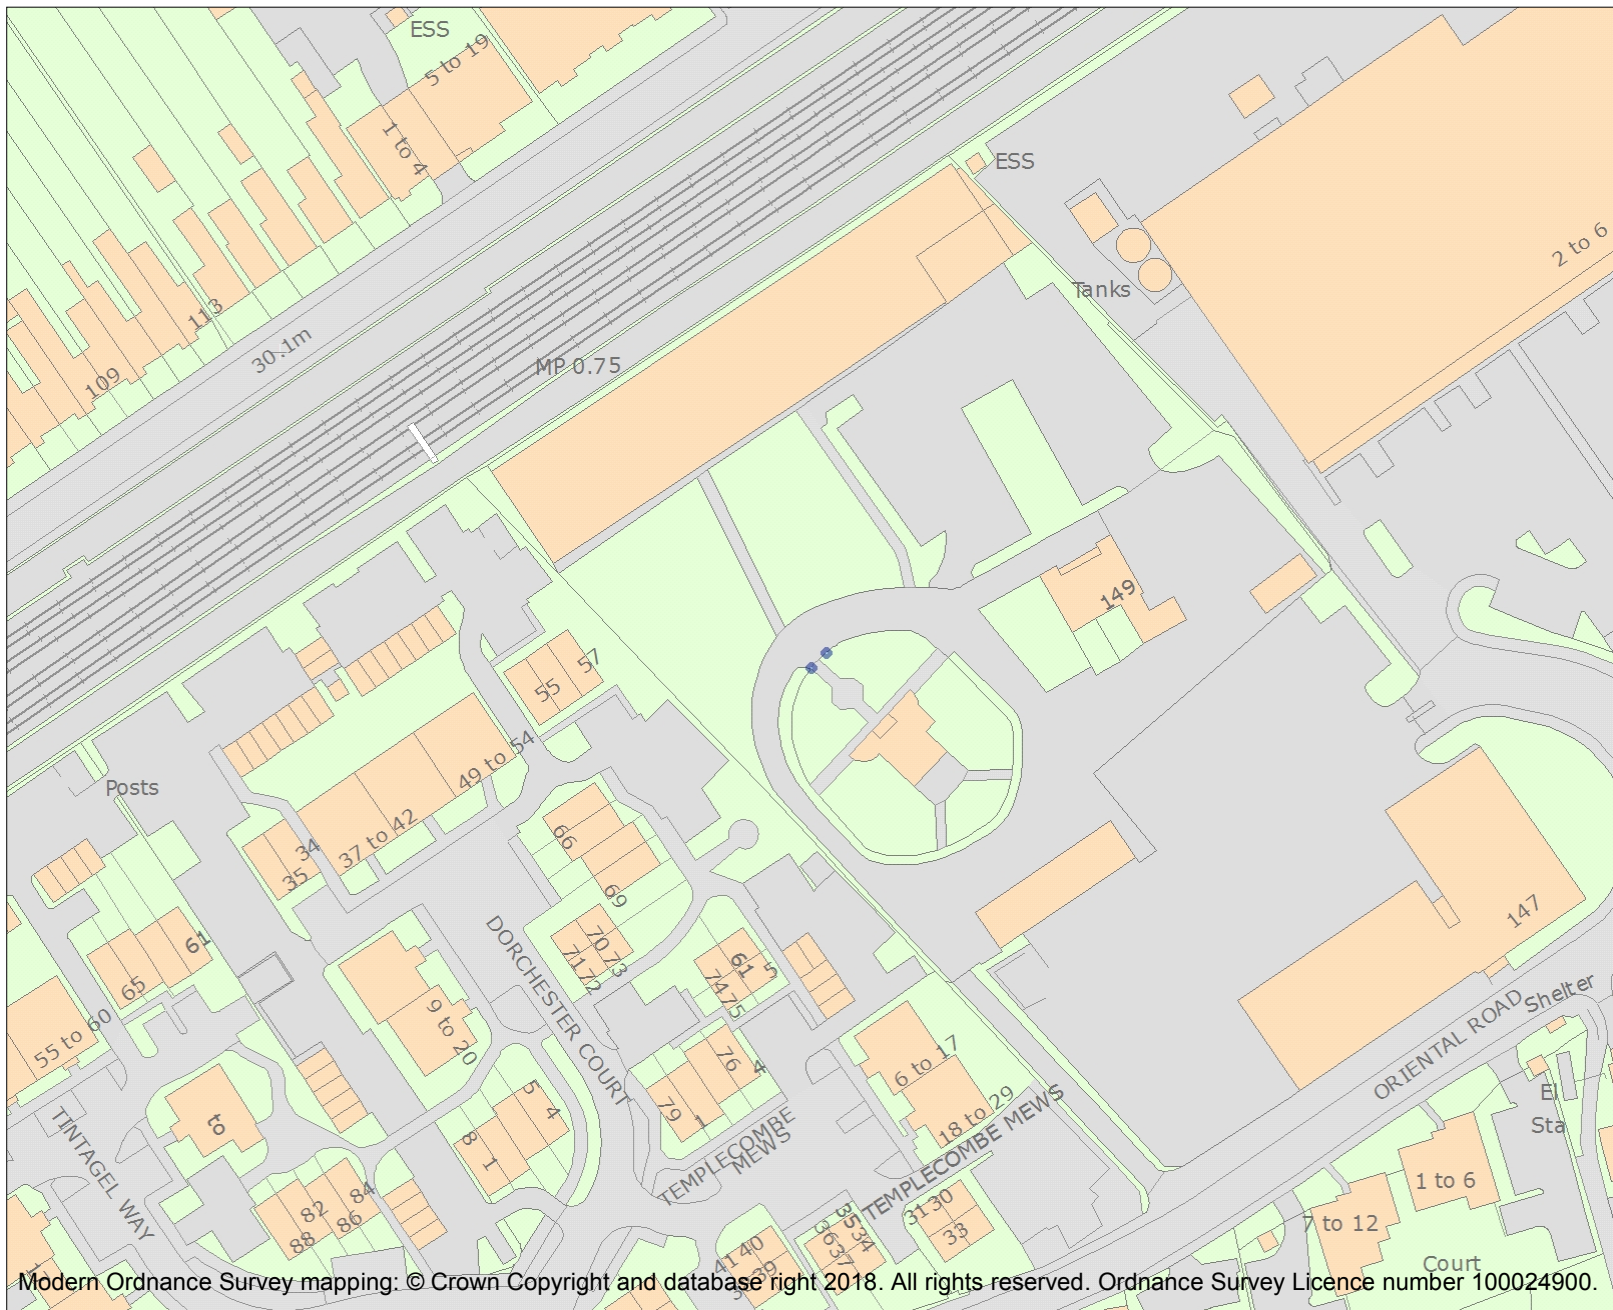 ESS
5 to 19
1 to 4
ESS
2 to 6
Tanks
113
30.1m
MP 0.75
109
149
57
55
49 to 54
Posts
37 to 42
34
35
66
69
61
65
DORCHESTER COURT
70 73
71 72
61 5
74 75
147
9 to 20
55 to 60
76 4
6 to 17
ORIENTAL ROAD
Shelter
18 to 29
5 4
79 1
El
Sta
to
8 1
TINTAGEL WAY
TEMPLECOMBE
MEWS
TEMPLECOMBE MEWS
82 84
88 86
31 30
33
35 34
36 37
1 to 6
7 to 12
41 40
39
Court
Modern Ordnance Survey mapping: © Crown Copyright and database right 2018. All rights reserved. Ordnance Survey Licence number 100024900.